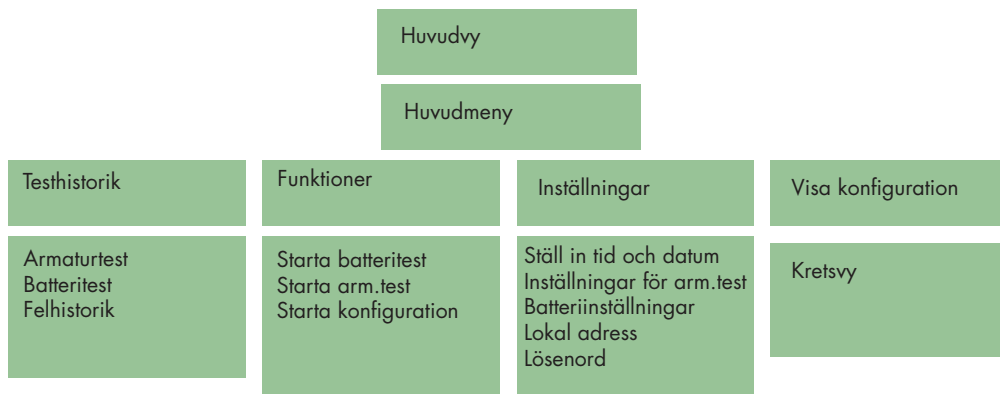 Huvudvy
Huvudmeny
Testhistorik
Funktioner
Inställningar
Visa konfiguration
Armaturtest
Batteritest
Felhistorik
Starta batteritest
Starta arm.test
Starta konfiguration
Ställ in tid och datum
Inställningar för arm.test
Batteriinställningar
Lokal adress
Lösenord
Kretsvy